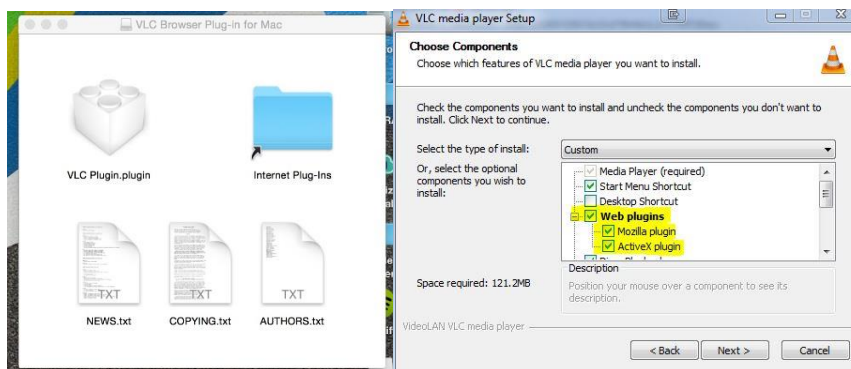 VLC Browser Plug-in for Mac
VLC Plugin.plugin
Internet Plug-Ins
TXT
TXT
TXT
NEWS.txt
COPYING.txt
AUTHORS.txt
VLC media player Setup
Choose Components
Choose which features of VLC media player you want to install.
Check the components you want to install and uncheck the components you don't want to
install. Click Next to continue.
Select the type of install:
Custom
Or, select the optional
components you wish to
install:
Media Player (required)
Start Menu Shortcut
Desktop Shortcut
Web plugins
Mozilla plugin
ActiveX plugin
Space required: 121.2MB
Description
Position your mouse over a component to see its
description.
VideoLAN VLC media player
< Back
Next >
Cancel